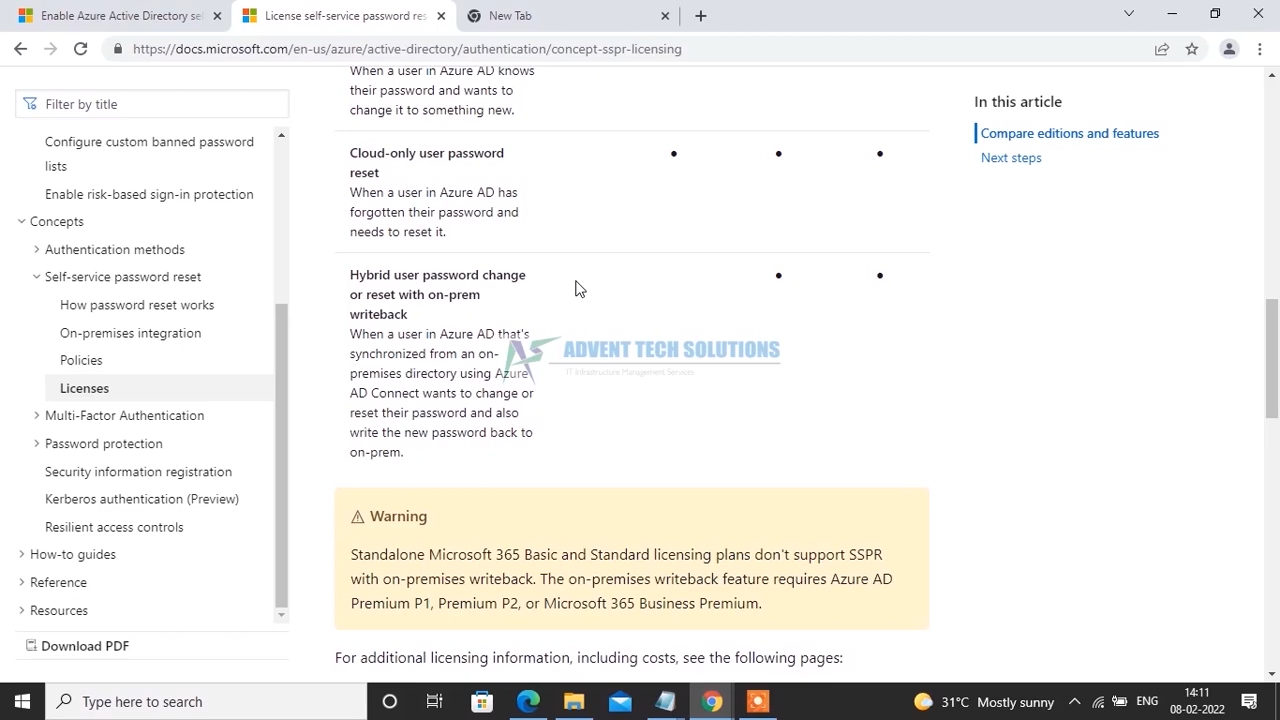 Enable Azure Active Directory sel
License self-service password res
New Tab
https://docs.microsoft.com/en-us/azure/active-directory/authentication/concept-sspr-licensing
Filter by title
Configure custom banned password
lists
Enable risk-based sign-in protection
Concepts
Authentication methods
Self-service password reset
How password reset works
On-premises integration
Policies
Licenses
Multi-Factor Authentication
Password protection
Security information registration
Kerberos authentication (Preview)
Resilient access controls
How-to guides
Reference
Resources
Download PDF
When a user in Azure AD knows
their password and wants to
change it to something new.
Cloud-only user password
reset
When a user in Azure AD has
forgotten their password and
needs to reset it.
Hybrid user password change
or reset with on-prem
writeback
When a user in Azure AD that's
synchronized from an on-
premises directory using Azure
AD Connect wants to change or
reset their password and also
write the new password back to
on-prem.
ADVENT TECH SOLUTIONS
IT Infrastructure Management Services
Warning
Standalone Microsoft 365 Basic and Standard licensing plans don't support SSPR
with on-premises writeback. The on-premises writeback feature requires Azure AD
Premium P1, Premium P2, or Microsoft 365 Business Premium.
For additional licensing information, including costs, see the following pages:
In this article
Compare editions and features
Next steps
Type here to search
31°C Mostly sunny
ENG
14:11
08-02-2022